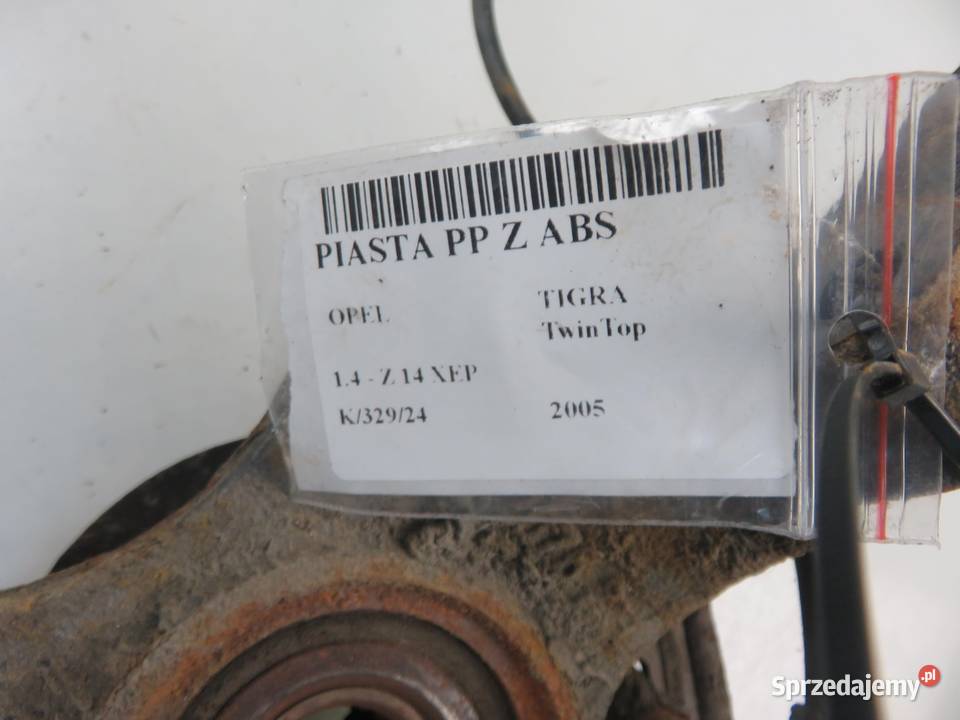 PIASTA PP Z ABS
OPEL
TIGRA
TwinTop
1.4 - Z 14 XEP
K/329/24
2005
Sprzedajemy.pl